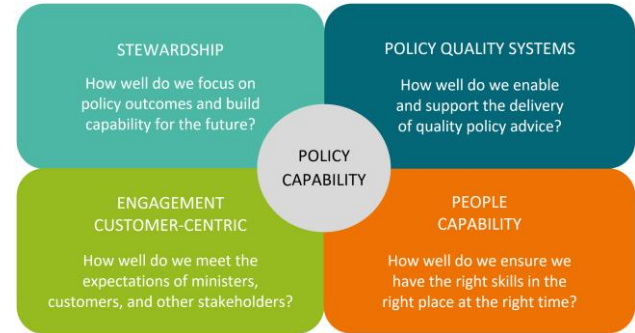 STEWARDSHIP
How well do we focus on
policy outcomes and build
capability for the future?
POLICY QUALITY SYSTEMS
How well do we enable
and support the delivery
of quality policy advice?
POLICY
CAPABILITY
ENGAGEMENT
CUSTOMER-CENTRIC
How well do we meet the
expectations of ministers,
customers, and other stakeholders?
PEOPLE
CAPABILITY
How well do we ensure we
have the right skills in the
right place at the right time?